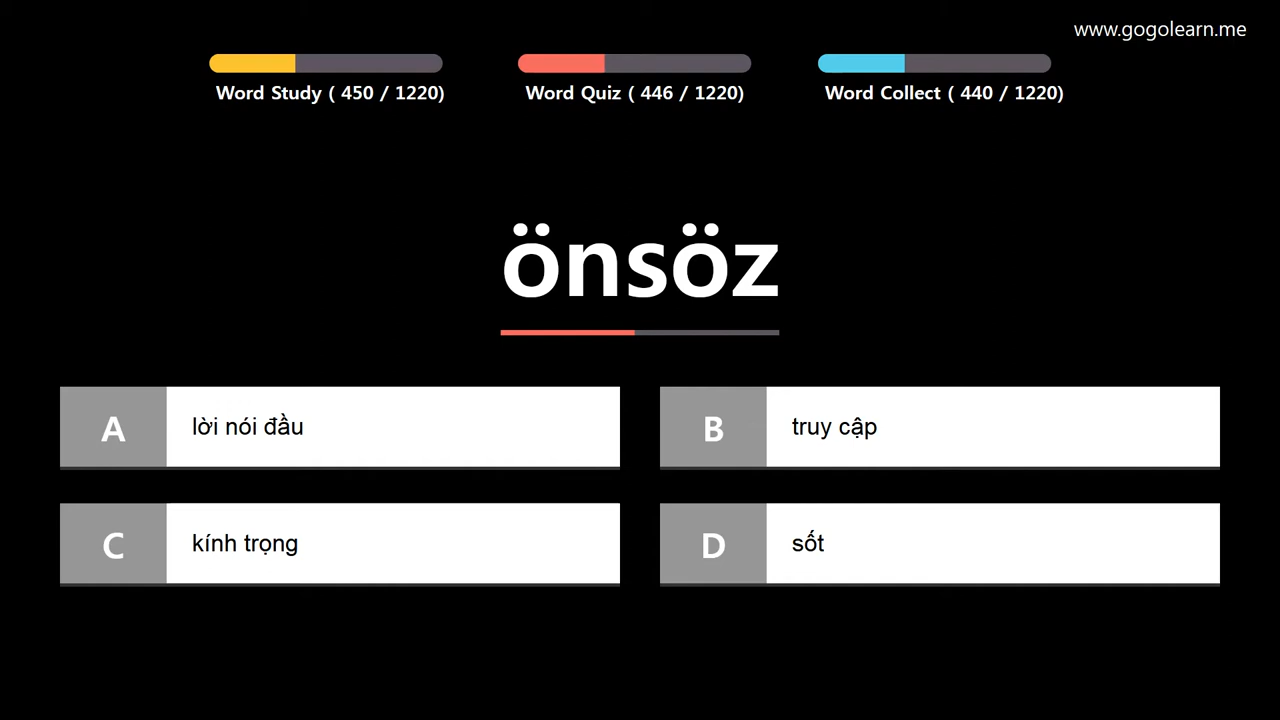 www.gogolearn.me
Word Study ( 450 / 1220)
Word Quiz ( 446 / 1220)
Word Collect ( 440 / 1220)
önsöz
A lời nói đầu
B truy cập
C kính trọng
D sốt